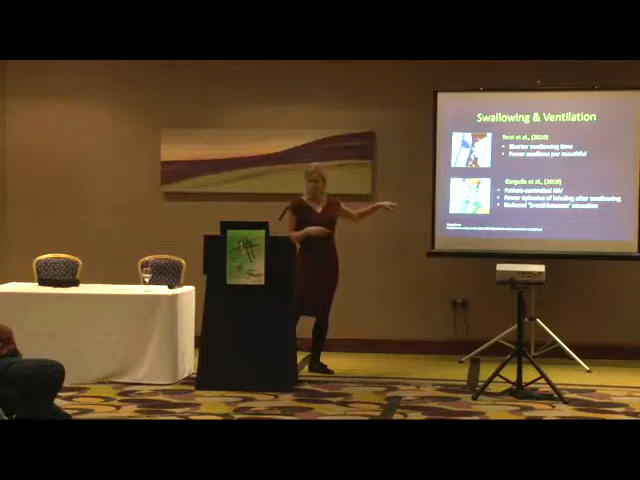 Swallowing & Ventilation
Terzi et al., (2010)
Shorter swallowing time
Fewer swallows per mouthful
Garguilo et al., (2016)
Patient-controlled NIV
Fewer episodes of inhaling after swallowing
Reduced sensation